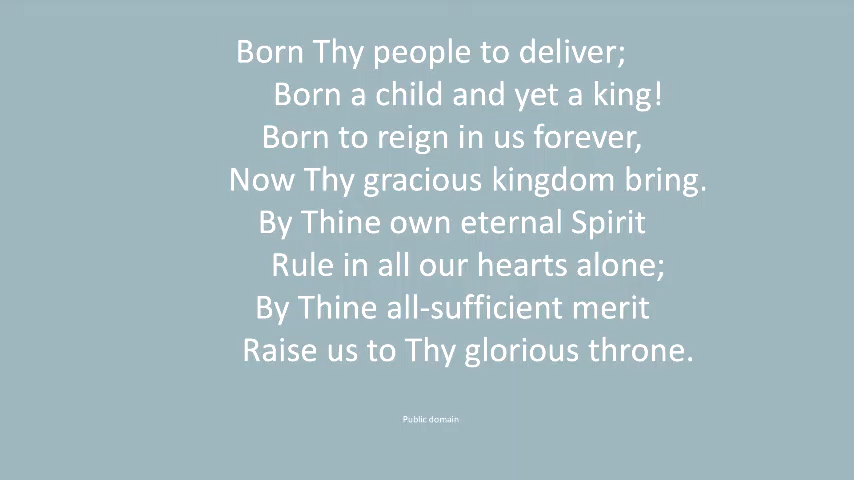 Born Thy people to deliver;
Born a child and yet a king!
Born to reign in us forever,
Now Thy gracious kingdom bring.
By Thine own eternal Spirit
Rule in all our hearts alone;
By Thine all-sufficient merit
Raise us to Thy glorious throne.
Public domain